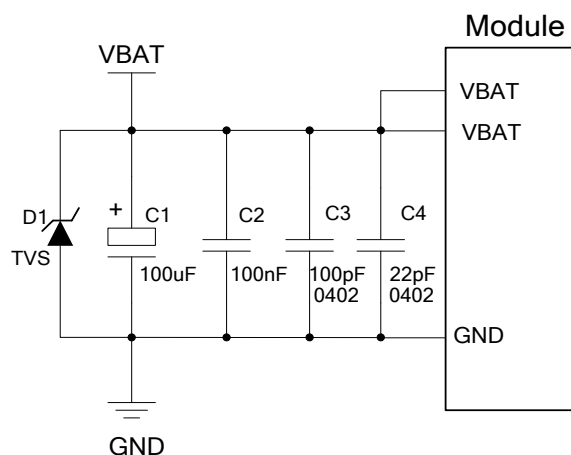 Module
VBAT
VBAT
VBAT
D1
TVS
+
C1
100uF
C2
100nF
C3
100pF
0402
C4
22pF
0402
GND
GND